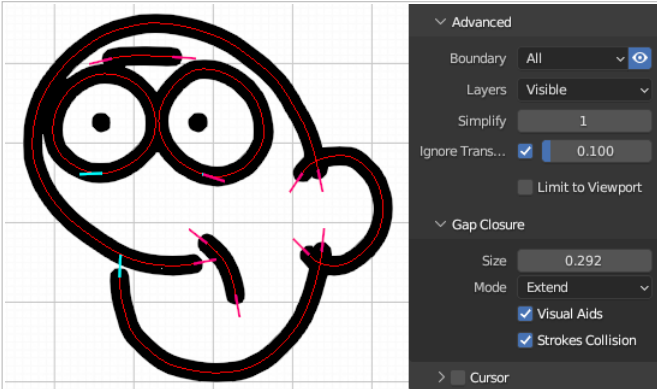 Advanced
Boundary All
Layers Visible
Simplify 1
Ignore Trans... 0.100
Limit to Viewport
Gap Closure
Size 0.292
Mode Extend
Visual Aids
Strokes Collision
Cursor